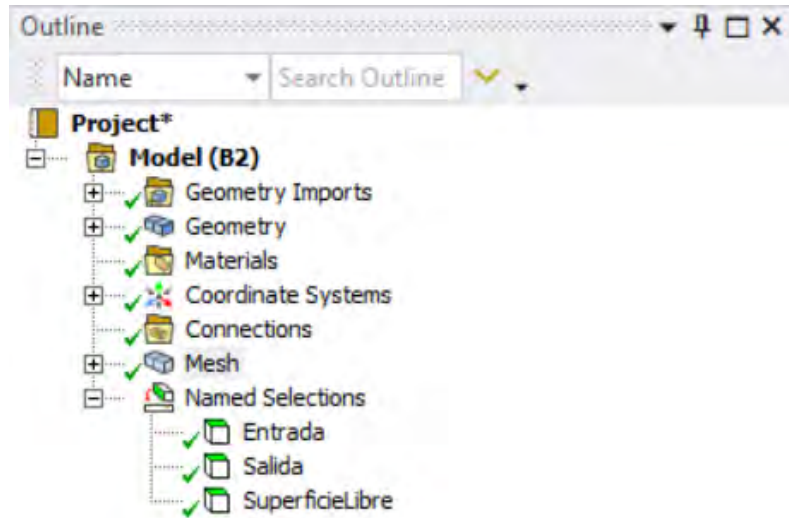 Outline
Name Search Outline
Project*
Model (B2)
Geometry Imports
Geometry
Materials
Coordinate Systems
Connections
Mesh
Named Selections
Entrada
Salida
SuperficieLibre